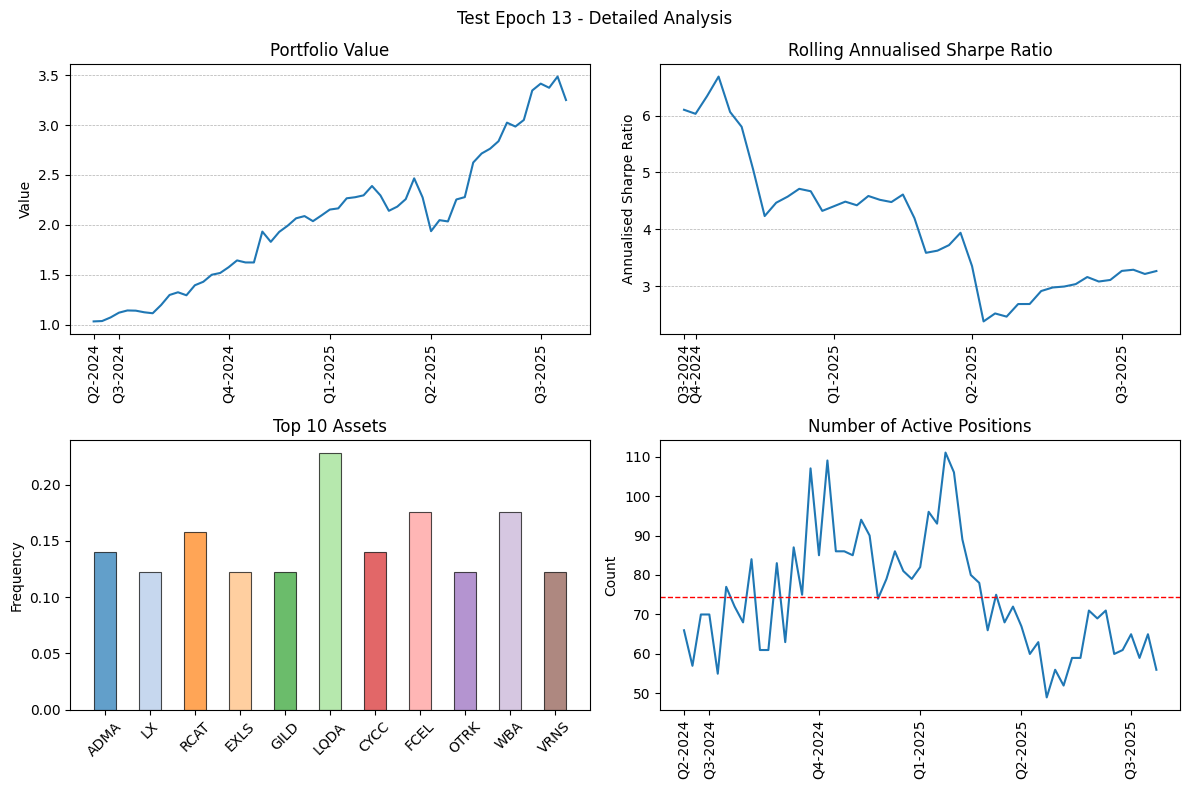 Test Epoch 13 - Detailed Analysis
Portfolio Value
Value
3.5
3.0
2.5
2.0
1.5
1.0
Q2-2024
Q3-2024
Q4-2024
Q1-2025
Q2-2025
Q3-2025
Rolling Annualised Sharpe Ratio
Annualised Sharpe Ratio
6
5
4
3
Q3-2024
Q4-2024
Q1-2025
Q2-2025
Q3-2025
Top 10 Assets
Frequency
0.20
0.15
0.10
0.05
0.00
ADMA
LX
RCAT
EXLS
GILD
LQDA
CYCC
FCEL
OTRK
WBA
VRNS
Number of Active Positions
Count
110
100
90
80
70
60
50
Q2-2024
Q3-2024
Q4-2024
Q1-2025
Q2-2025
Q3-2025